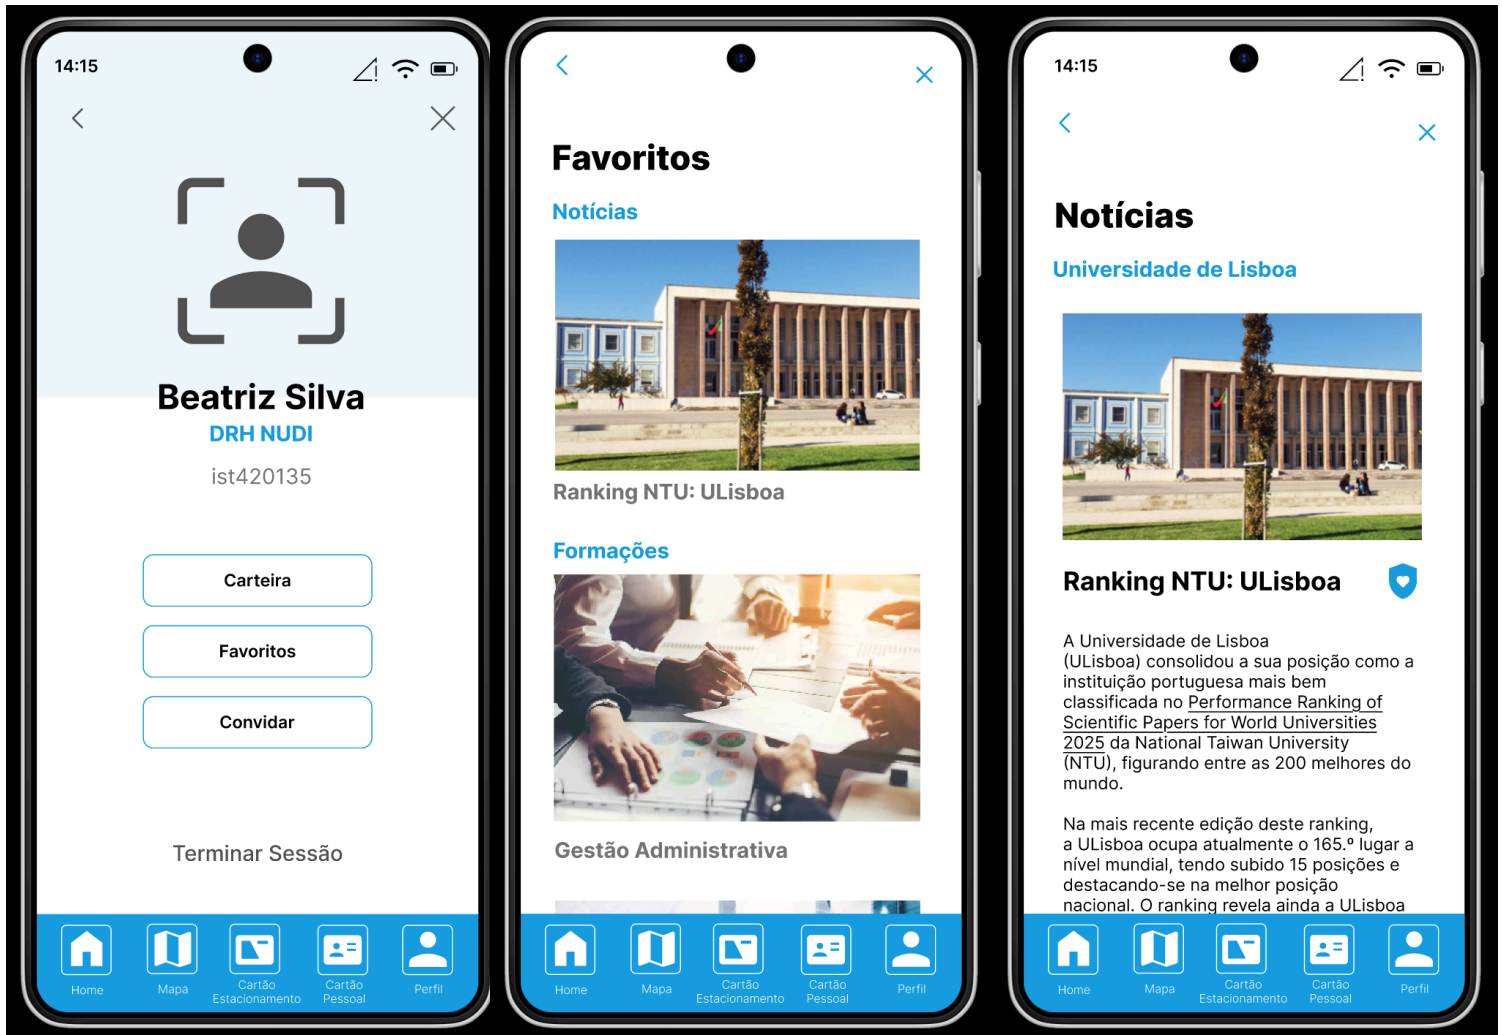 14:15
Beatriz Silva
DRH NUDI
ist420135
Carteira
Favoritos
Convidar
Terminar Sessão
Home
Mapa
Cartão
Estacionamento
Cartão
Pessoal
Perfil
Favoritos
Notícias
Ranking NTU: ULisboa
Formações
Gestão Administrativa
Home
Mapa
Cartão
Estacionamento
Cartão
Pessoal
Perfil
14:15
Notícias
Universidade de Lisboa
Ranking NTU: ULisboa
A Universidade de Lisboa
(ULisboa) consolidou a sua posição como a
instituição portuguesa mais bem
classificada no Performance Ranking of
Scientific Papers for World Universities
2025 da National Taiwan University
(NTU), figurando entre as 200 melhores do
mundo.
Na mais recente edição deste ranking,
a ULisboa ocupa atualmente o 165.º lugar a
nível mundial, tendo subido 15 posições e
destacando-se na melhor posição
nacional. O ranking revela ainda a ULisboa
Home
Mapa
Cartão
Estacionamento
Cartão
Pessoal
Perfil